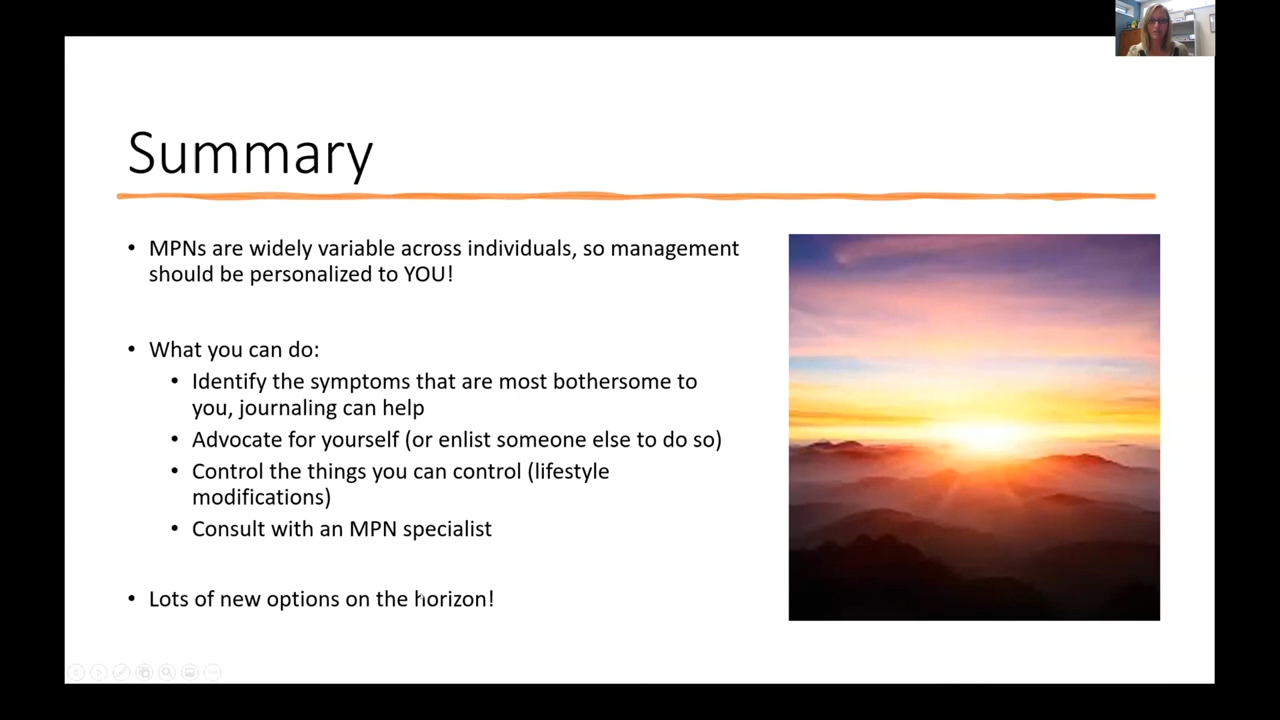 Summary
• MPNs are widely variable across individuals, so management
should be personalized to YOU!
• What you can do:
• Identify the symptoms that are most bothersome to
you, journaling can help
• Advocate for yourself (or enlist someone else to do so)
• Control the things you can control (lifestyle
modifications)
• Consult with an MPN specialist
• Lots of new options on the horizon!